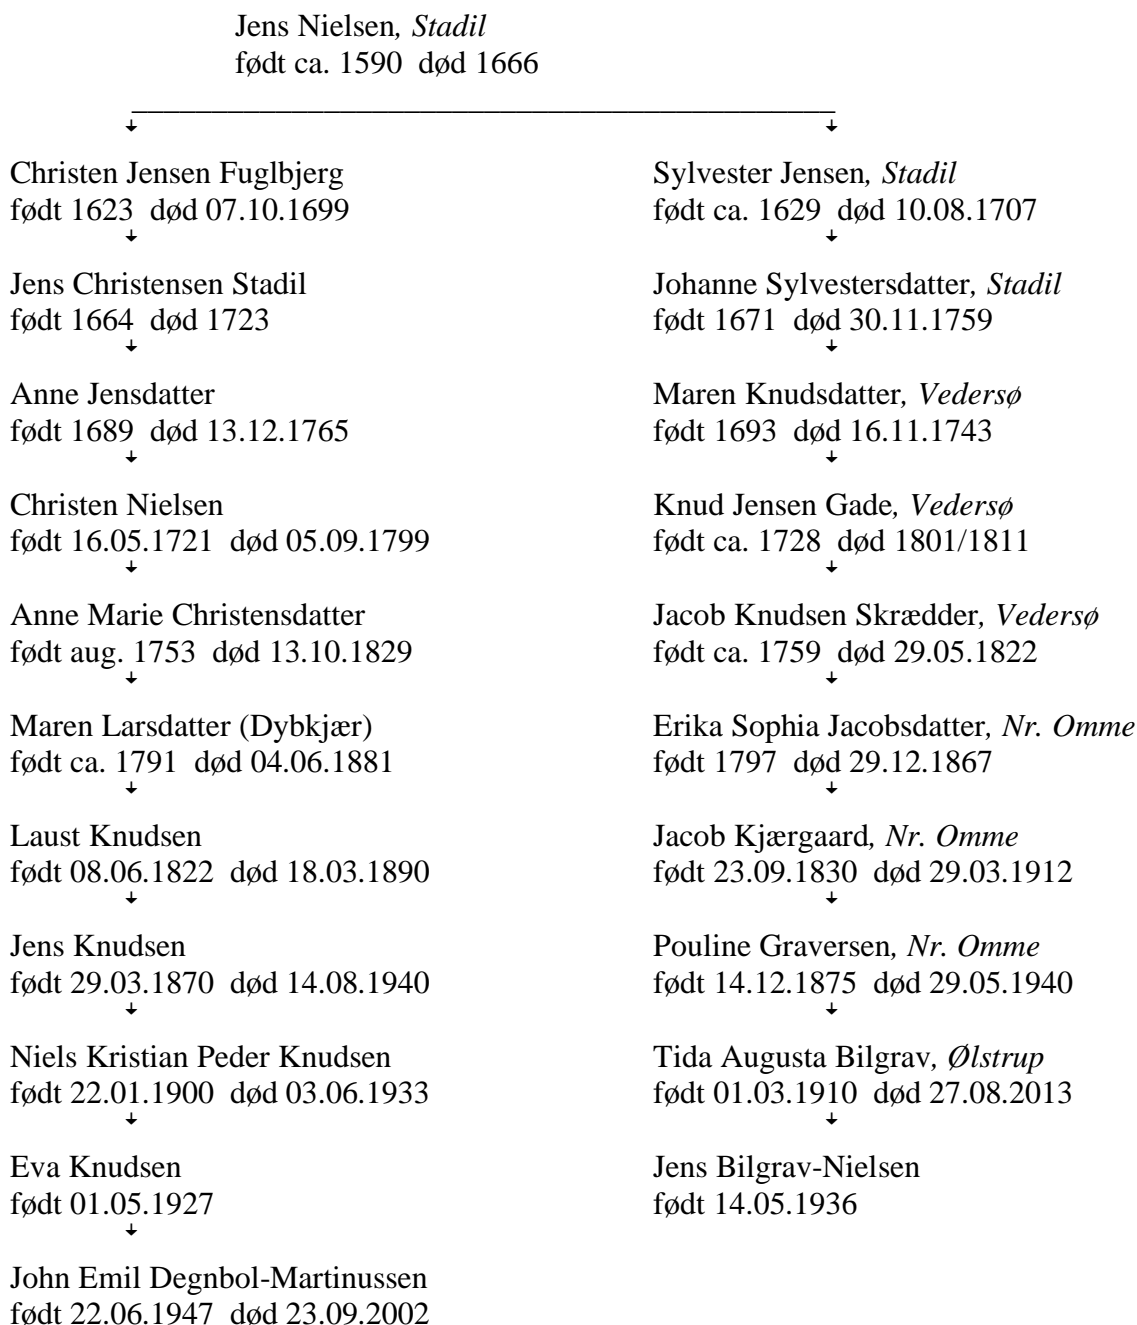 Jens Nielsen, Stadil
født ca. 1590 død 1666
Christen Jensen Fuglbjerg
født 1623 død 07.10.1699
Jens Christensen Stadil
født 1664 død 1723
Anne Jensdatter
født 1689 død 13.12.1765
Christen Nielsen
født 16.05.1721 død 05.09.1799
Anne Marie Christensdatter
født aug. 1753 død 13.10.1829
Maren Larsdatter (Dybkjær)
født ca. 1791 død 04.06.1881
Laust Knudsen
født 08.06.1822 død 18.03.1890
Jens Knudsen
født 29.03.1870 død 14.08.1940
Niels Kristian Peder Knudsen
født 22.01.1900 død 03.06.1933
Eva Knudsen
født 01.05.1927
John Emil Degnbol-Martinussen
født 22.06.1947 død 23.09.2002
Sylvester Jensen, Stadil
født ca. 1629 død 10.08.1707
Johanne Sylvestersdatter, Stadil
født 1671 død 30.11.1759
Maren Knudsdatter, Vedersø
født 1693 død 16.11.1743
Knud Jensen Gade, Vedersø
født ca. 1728 død 1801/1811
Jacob Knudsen Skrædder, Vedersø
født ca. 1759 død 29.05.1822
Erika Sophia Jacobsdatter, Nr. Omme
født 1797 død 29.12.1867
Jacob Kjærgaard, Nr. Omme
født 23.09.1830 død 29.03.1912
Pouline Graversen, Nr. Omme
født 14.12.1875 død 29.05.1940
Tida Augusta Bilgrav, Ølstrup
født 01.03.1910 død 27.08.2013
Jens Bilgrav-Nielsen
født 14.05.1936